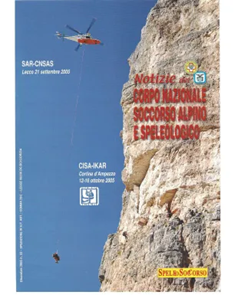 SAR-CNSAS
Lecco 21 settembre 2005
Notizie del
CORPO NAZIONALE
SOCCORSO ALPINO
E SPELEOLOGICO
CISA-IKAR
Cortina d'Ampezzo
12-16 ottobre 2005
SPELEOSOCCORSO